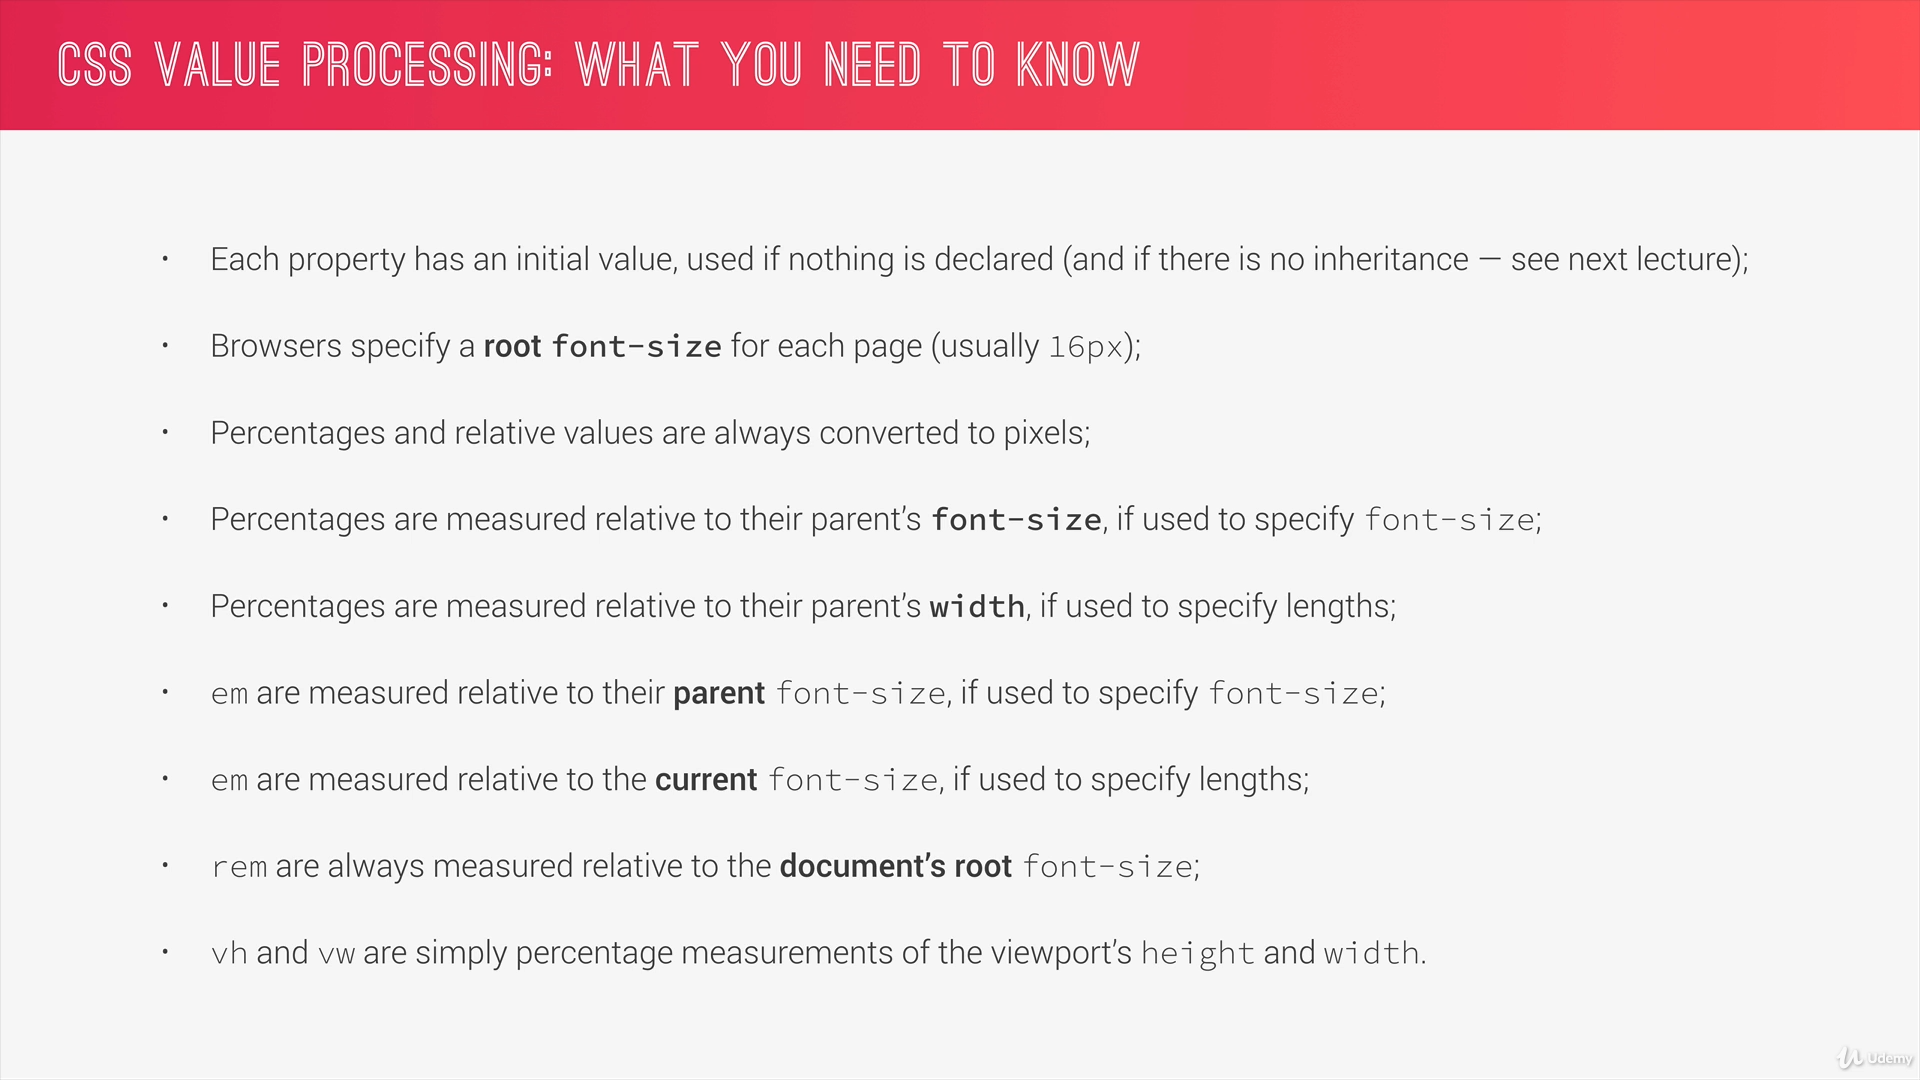 CSS VALUE PROCESSING: WHAT YOU NEED TO KNOW
• Each property has an initial value, used if nothing is declared (and if there is no inheritance — see next lecture);
• Browsers specify a root font-size for each page (usually 16px);
• Percentages and relative values are always converted to pixels;
• Percentages are measured relative to their parent’s font-size, if used to specify font-size;
• Percentages are measured relative to their parent’s width, if used to specify lengths;
• em are measured relative to their parent font-size, if used to specify font-size;
• em are measured relative to the current font-size, if used to specify lengths;
• rem are always measured relative to the document’s root font-size;
• vh and vw are simply percentage measurements of the viewport’s height and width.
Udemy